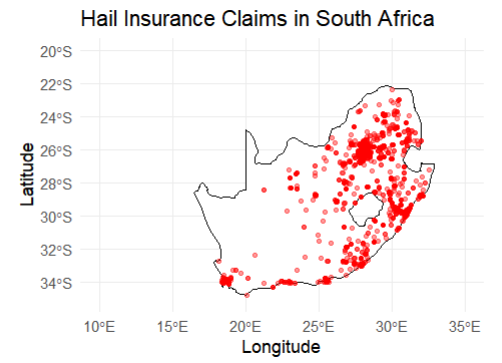 Hail Insurance Claims in South Africa
20°S
22°S
24°S
26°S
28°S
30°S
32°S
34°S
Latitude
10°E
15°E
20°E
25°E
30°E
35°E
Longitude